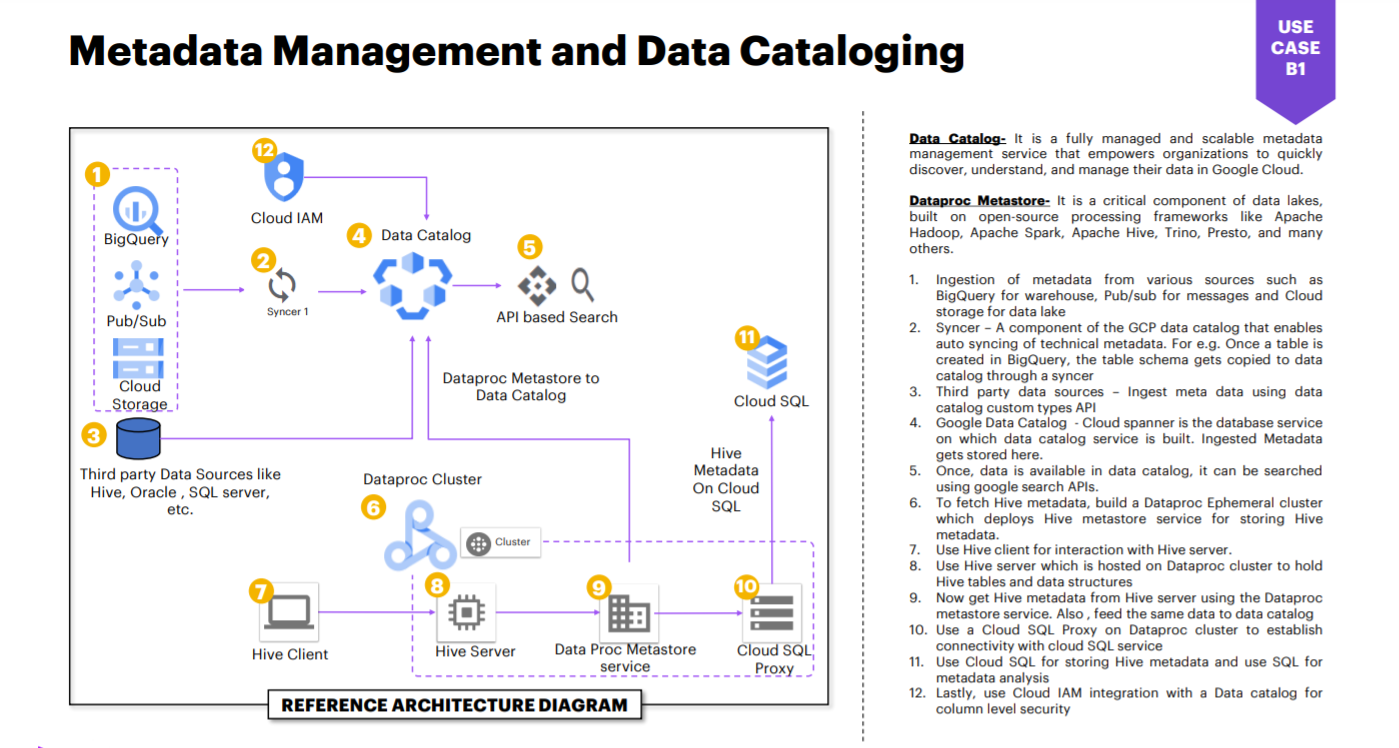 Metadata Management and Data Cataloging
USE
CASE
B1
12
Cloud IAM
1
BigQuery
Pub/Sub
Cloud
Storage
2
Syncer 1
4
Data Catalog
5
API based Search
3
Third party Data Sources like
Hive, Oracle , SQL server,
etc.
Dataproc Metastore to
Data Catalog
11
Cloud SQL
Hive
Metadata
On Cloud
SQL
Dataproc Cluster
6
Cluster
7
Hive Client
8
Hive Server
9
Data Proc Metastore
service
10
Cloud SQL
Proxy
REFERENCE ARCHITECTURE DIAGRAM
Data Catalog- It is a fully managed and scalable metadata
management service that empowers organizations to quickly
discover, understand, and manage their data in Google Cloud.
Dataproc Metastore- It is a critical component of data lakes,
built on open-source processing frameworks like Apache
Hadoop, Apache Spark, Apache Hive, Trino, Presto, and many
others.
1. Ingestion of metadata from various sources such as
BigQuery for warehouse, Pub/sub for messages and Cloud
storage for data lake
2. Syncer – A component of the GCP data catalog that enables
auto syncing of technical metadata. For e.g. Once a table is
created in BigQuery, the table schema gets copied to data
catalog through a syncer
3. Third party data sources – Ingest meta data using data
catalog custom types API
4. Google Data Catalog - Cloud spanner is the database service
on which data catalog service is built. Ingested Metadata
gets stored here.
5. Once, data is available in data catalog, it can be searched
using google search APIs.
6. To fetch Hive metadata, build a Dataproc Ephemeral cluster
which deploys Hive metastore service for storing Hive
metadata.
7. Use Hive client for interaction with Hive server.
8. Use Hive server which is hosted on Dataproc cluster to hold
Hive tables and data structures
9. Now get Hive metadata from Hive server using the Dataproc
metastore service. Also , feed the same data to data catalog
10. Use a Cloud SQL Proxy on Dataproc cluster to establish
connectivity with cloud SQL service
11. Use Cloud SQL for storing Hive metadata and use SQL for
metadata analysis
12. Lastly, use Cloud IAM integration with a Data catalog for
column level security